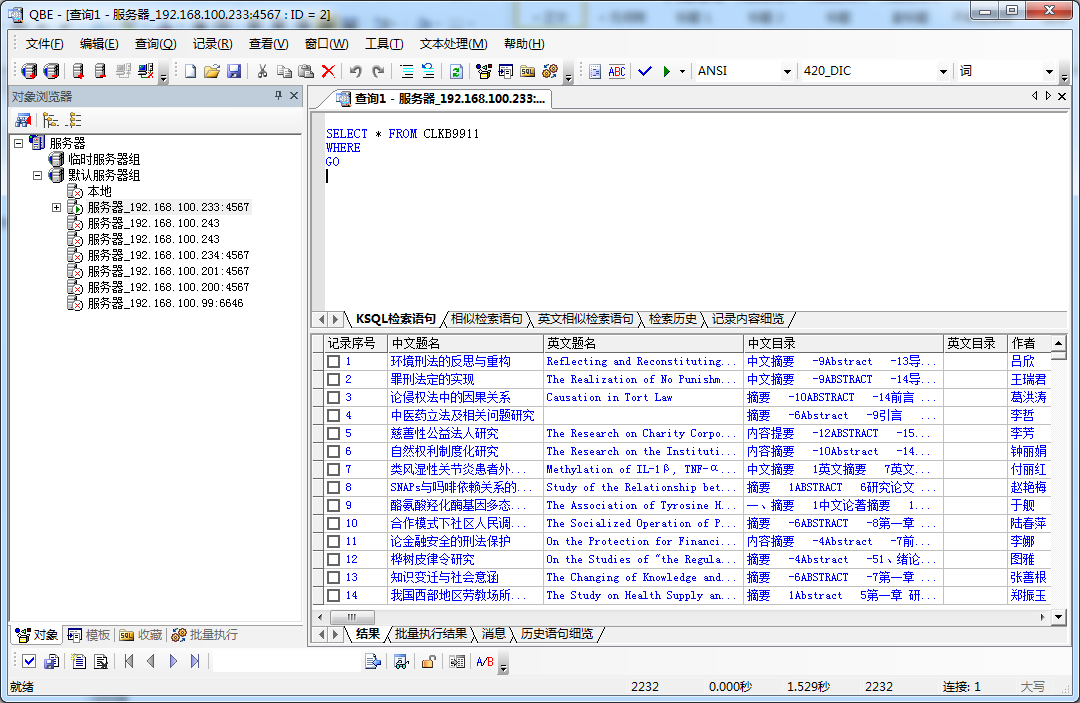 QBE - [查询1 - 服务器_192.168.100.233:4567 : ID = 2]
文件(F) 编辑(E) 查询(Q) 记录(R) 查看(V) 窗口(W) 工具(T) 文本处理(M) 帮助(H)
SQL ABC ANSI 420_DIC 词
对象浏览器
查询1 - 服务器_192.168.100.233:...
服务器
临时服务器组
默认服务器组
本地
服务器_192.168.100.233:4567
服务器_192.168.100.243
服务器_192.168.100.243
服务器_192.168.100.234:4567
服务器_192.168.100.201:4567
服务器_192.168.100.200:4567
服务器_192.168.100.99:6646
SELECT * FROM CLKB9911
WHERE
GO
KSQL检索语句 相似检索语句 英文相似检索语句 检索历史 记录内容细览
记录序号 中文题名 英文题名 中文目录 英文目录 作者
1 环境刑法的反思与重构 Reflecting and Reconstituting... 中文摘要 -9Abstract -13导... 吕欣
2 罪刑法定的实现 The Realization of No Punishm... 中文摘要 -9ABSTRACT -14导... 王瑞君
3 论侵权法中的因果关系 Causation in Tort Law 摘要 -10ABSTRACT -14前言 ... 葛洪涛
4 中医药立法及相关问题研究 摘要 -6Abstract -9引言 ... 李哲
5 慈善性公益法人研究 The Research on Charity Corpo... 内容提要 -12ABSTRACT -15... 李芳
6 自然权利制度化研究 The Research on the Instituti... 内容摘要 -10Abstract -14... 钟丽娟
7 类风湿性关节炎患者外... Methylation of IL-1β, TNF-α... 中文摘要 1英文摘要 7英文... 付丽红
8 SNAPs与吗啡依赖关系的... Study of the Relationship bet... 摘要 1ABSTRACT 6研究论文 ... 赵艳梅
9 酪氨酸羟化酶基因多态... The Association of Tyrosine H... 一、摘要 1中文论著摘要 1... 于舰
10 合作模式下社区人民调... The Socialized Operation of P... 摘要 -6ABSTRACT -8第一章 ... 陆春萍
11 论金融安全的刑法保护 On the Protection for Financi... 内容摘要 -4Abstract -7前... 李娜
12 桦树皮律令研究 On the Studies of "the Regula... 摘要 -4Abstract -51、绪论... 图雅
13 知识变迁与社会意涵 The Changing of Knowledge and... 摘要 -6ABSTRACT -7第一章 ... 张善根
14 我国西部地区劳教场所... The Study on Health Supply an... 摘要 1Abstract 5第一章 研... 郑振玉
对象 模板 收藏 批量执行
结果 批量执行结果 消息 历史语句细览
A/B
就绪 2232 0.000秒 1.529秒 2232 连接: 1 大写